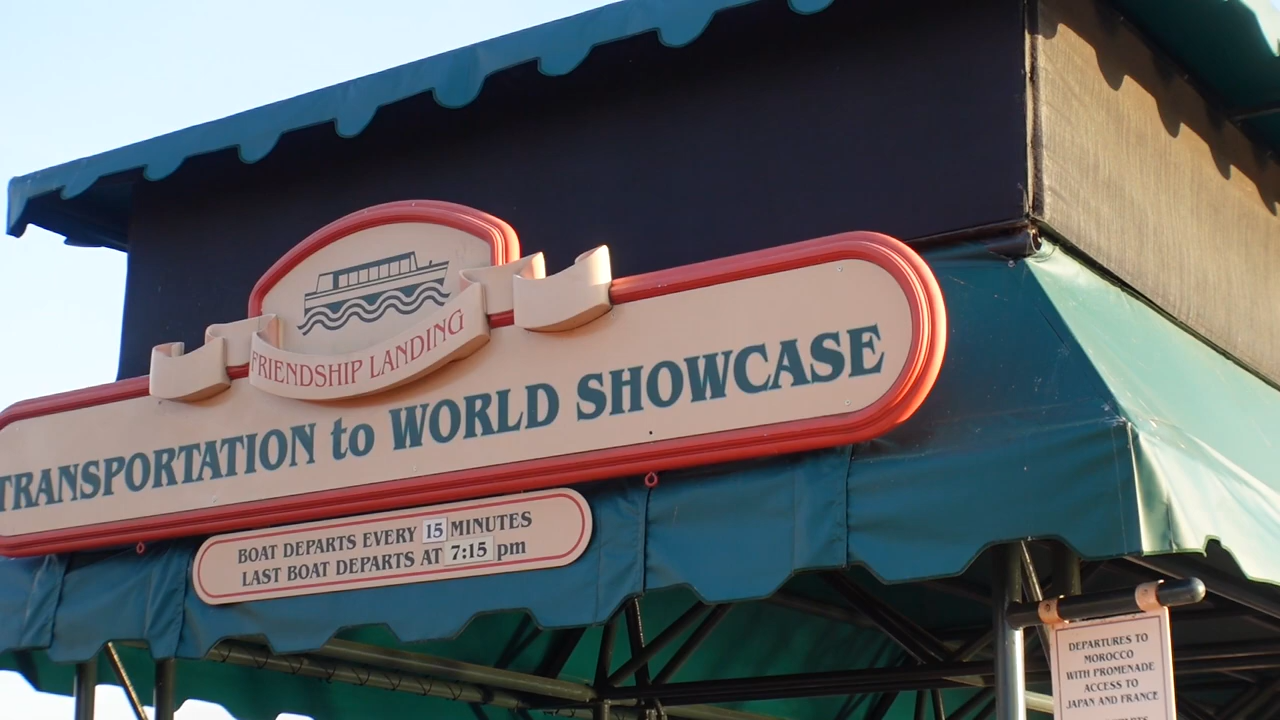 FRIENDSHIP LANDING
TRANSPORTATION to WORLD SHOWCASE
BOAT DEPARTS EVERY 15 MINUTES
LAST BOAT DEPARTS AT 7:15 pm
DEPARTURES TO
MOROCCO
WITH PROMENADE
ACCESS TO
JAPAN AND FRANCE